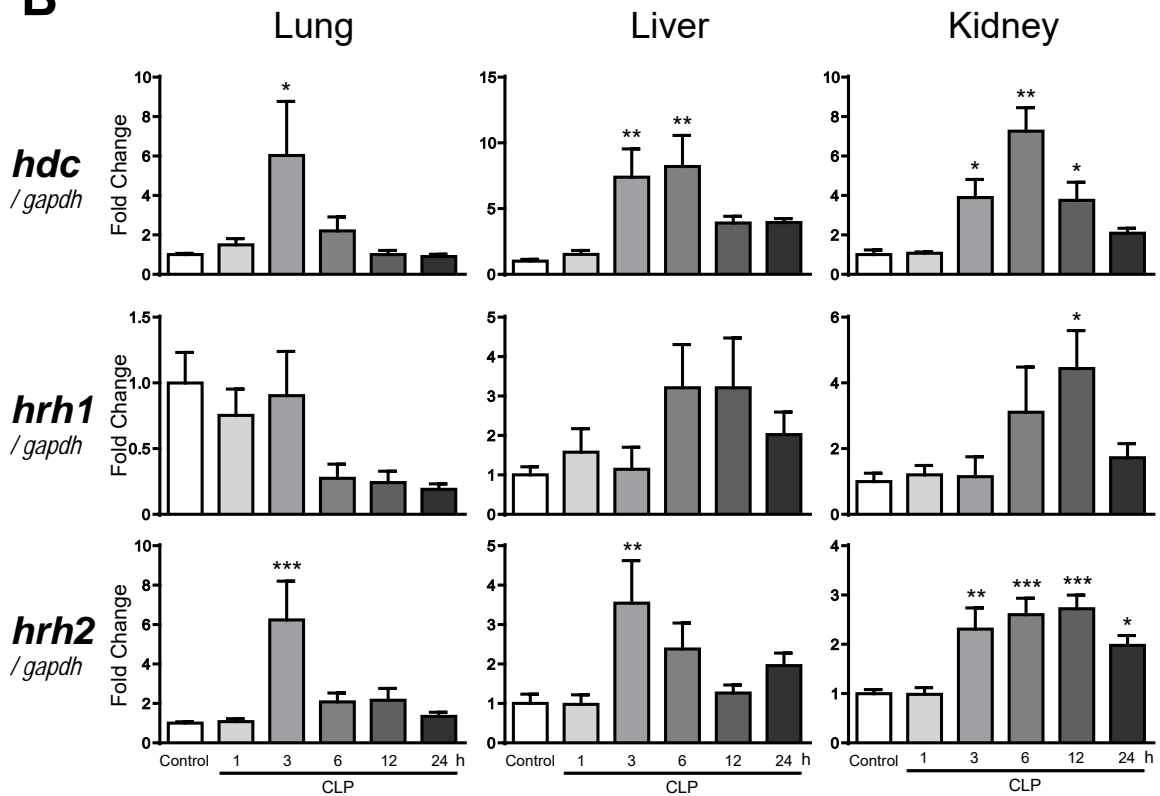 B
Lung Liver Kidney
hdc
/ gapdh
Fold Change
10
8
6
4
2
0
*
15
10
5
0
** **
10
8
6
4
2
0
* ** *
hrh1
/ gapdh
Fold Change
1.5
1.0
0.5
0
5
4
3
2
1
0
6
4
2
0
*
hrh2
/ gapdh
Fold Change
10
8
6
4
2
0
***
5
4
3
2
1
0
**
4
3
2
1
0
** *** *** *
Control 1 3 6 12 24 h
CLP
Control 1 3 6 12 24 h
CLP
Control 1 3 6 12 24 h
CLP